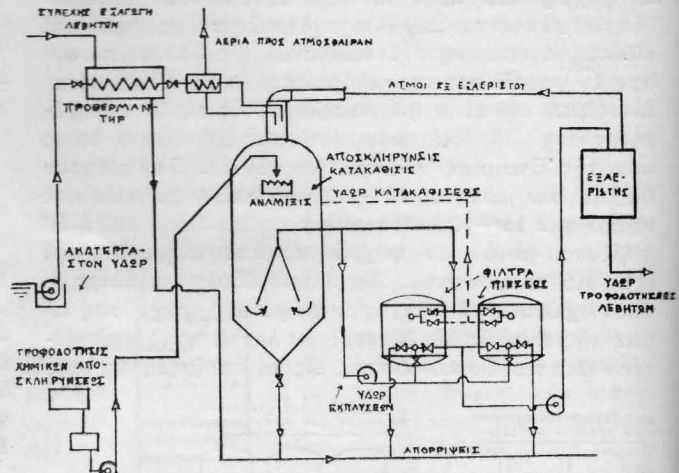 ΣΥΝΕΧΗΣ ΕΞΑΓΩΓΗ
ΛΕΒΗΤΩΝ
ΑΕΡΙΑ ΠΡΟΣ ΑΤΜΟΣΦΑΙΡΑΝ
ΑΤΜΟΙ ΕΞ ΕΞΑΕΡΙΣΤΟΥ
ΠΡΟΘΕΡΜΑΝ
ΤΗΡ
ΑΠΟΣΚΛΗΡΥΝΣΙΣ
ΚΑΤΑΚΑΘΙΣΙΣ
ΑΝΑΜΙΞΙΣ
ΥΔΩΡ ΚΑΤΑΚΑΘΙΣΕΩΣ
ΕΞΑΕ-
ΡΙΣΤΗΣ
ΑΚΑΤΕΡΓΑ-
ΣΤΟΝ ΥΔΩΡ
ΦΙΛΤΡΑ
ΠΙΕΣΕΩΣ
ΥΔΩΡ
ΤΡΟΦΟΔΟΤΗΣΕΩΣ
ΛΕΒΗΤΩΝ
ΤΡΟΦΟΔΟΤΗΣΙΣ
ΧΗΜΙΚΩΝ ΑΠΟ
ΣΚΛΗΡΥΝΣΕΩΣ
ΥΔΩΡ
ΕΚΠΛΥΣΕΩΝ
ΑΠΟΡΡΙΨΕΙΣ